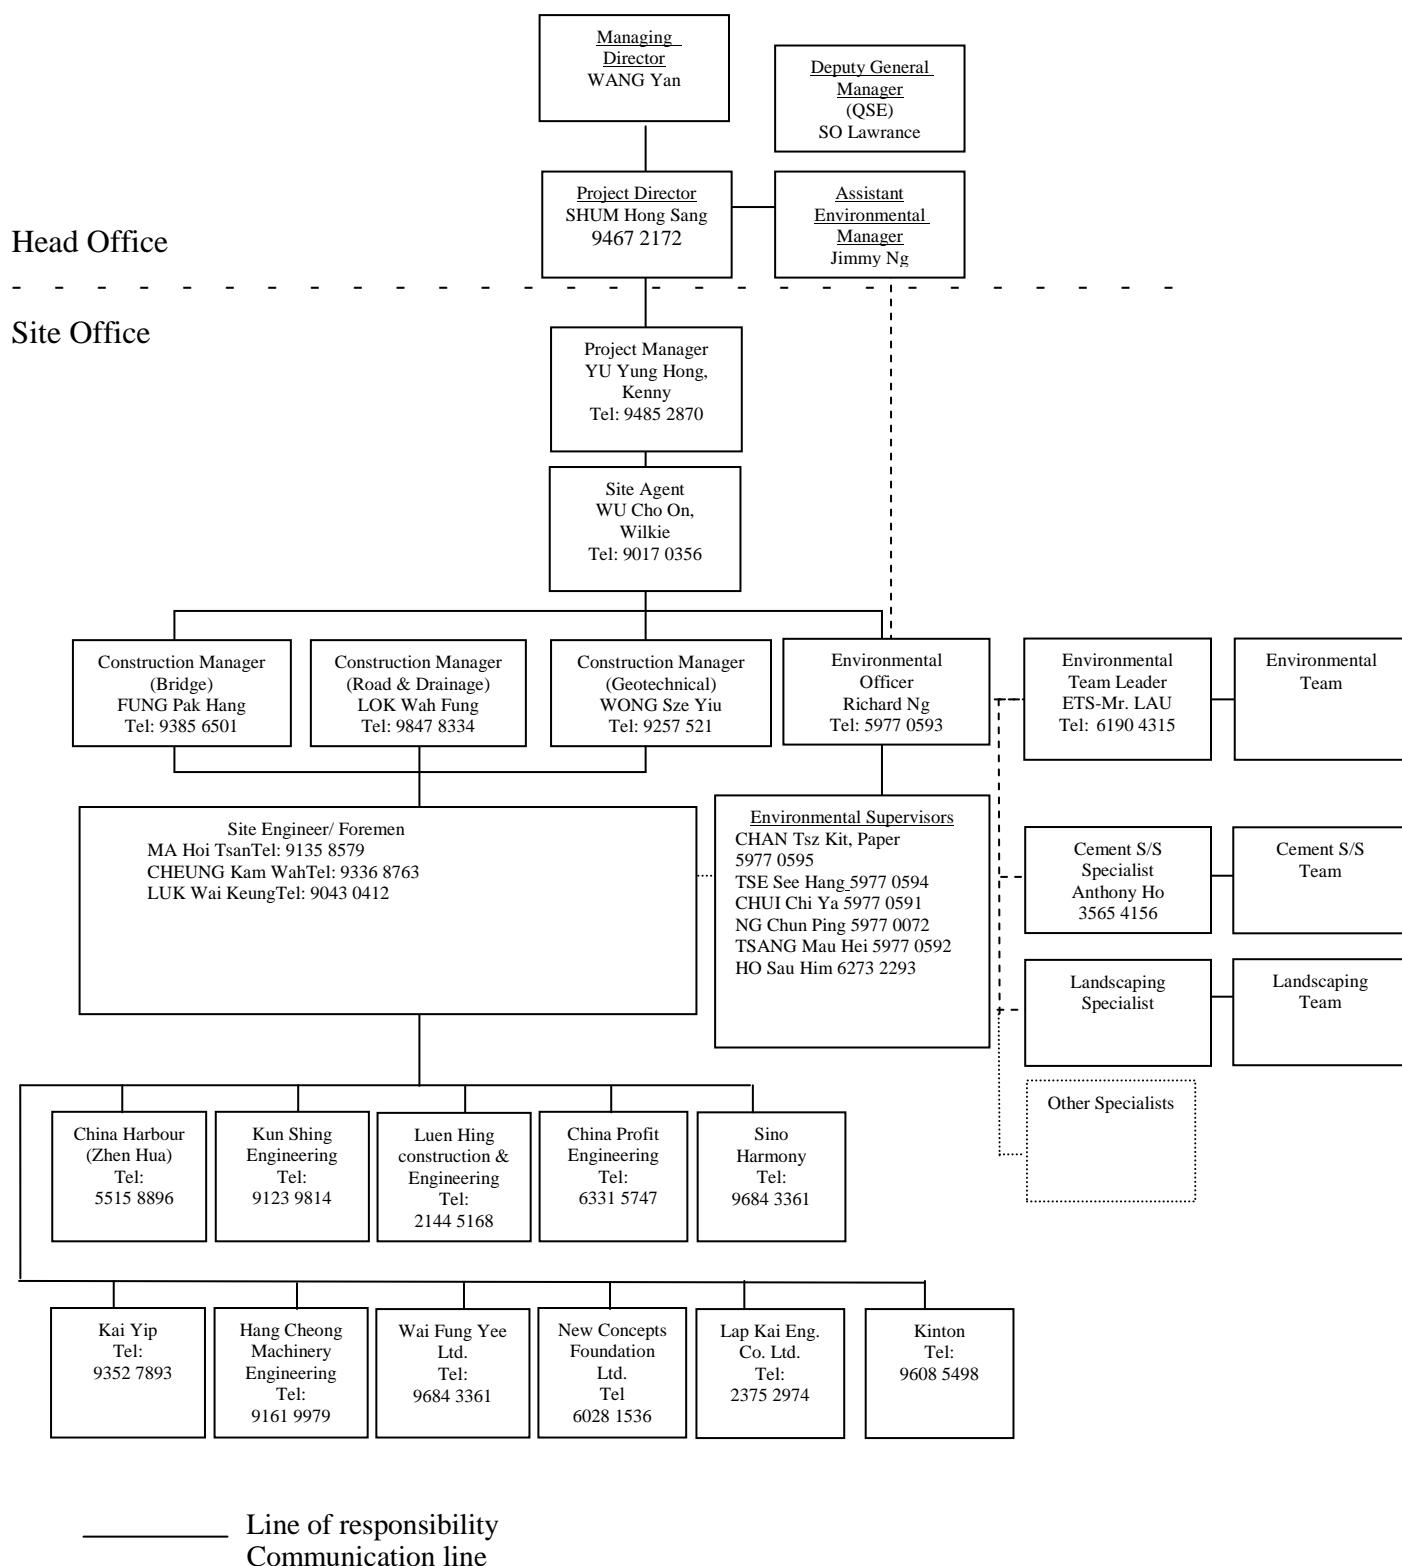 Managing
Director
WANG Yan
Deputy General
Manager
(QSE)
SO Lawrance
Project Director
SHUM Hong Sang
9467 2172
Assistant
Environmental
Manager
Jimmy Ng
Head Office
Site Office
Project Manager
YU Yung Hong,
Kenny
Tel: 9485 2870
Site Agent
WU Cho On,
Wilkie
Tel: 9017 0356
Construction Manager
(Bridge)
FUNG Pak Hang
Tel: 9385 6501
Construction Manager
(Road & Drainage)
LOK Wah Fung
Tel: 9847 8334
Construction Manager
(Geotechnical)
WONG Sze Yiu
Tel: 9257 521
Environmental
Officer
Richard Ng
Tel: 5977 0593
Environmental
Team Leader
ETS-Mr. LAU
Tel: 6190 4315
Environmental
Team
Site Engineer/ Foremen
MA Hoi TsanTel: 9135 8579
CHEUNG Kam WahTel: 9336 8763
LUK Wai KeungTel: 9043 0412
Environmental Supervisors
CHAN Tsz Kit, Paper
5977 0595
TSE See Hang 5977 0594
CHUI Chi Ya 5977 0591
NG Chun Ping 5977 0072
TSANG Mau Hei 5977 0592
HO Sau Him 6273 2293
Cement S/S
Specialist
Anthony Ho
3565 4156
Cement S/S
Team
Landscaping
Specialist
Landscaping
Team
Other Specialists
China Harbour
(Zhen Hua)
Tel:
5515 8896
Kun Shing
Engineering
Tel:
9123 9814
Luen Hing
construction &
Engineering
Tel:
2144 5168
China Profit
Engineering
Tel:
6331 5747
Sino
Harmony
Tel:
9684 3361
Kai Yip
Tel:
9352 7893
Hang Cheong
Machinery
Engineering
Tel:
9161 9979
Wai Fung Yee
Ltd.
Tel:
9684 3361
New Concepts
Foundation
Ltd.
Tel
6028 1536
Lap Kai Eng.
Co. Ltd.
Tel:
2375 2974
Kinton
Tel:
9608 5498
Line of responsibility
Communication line